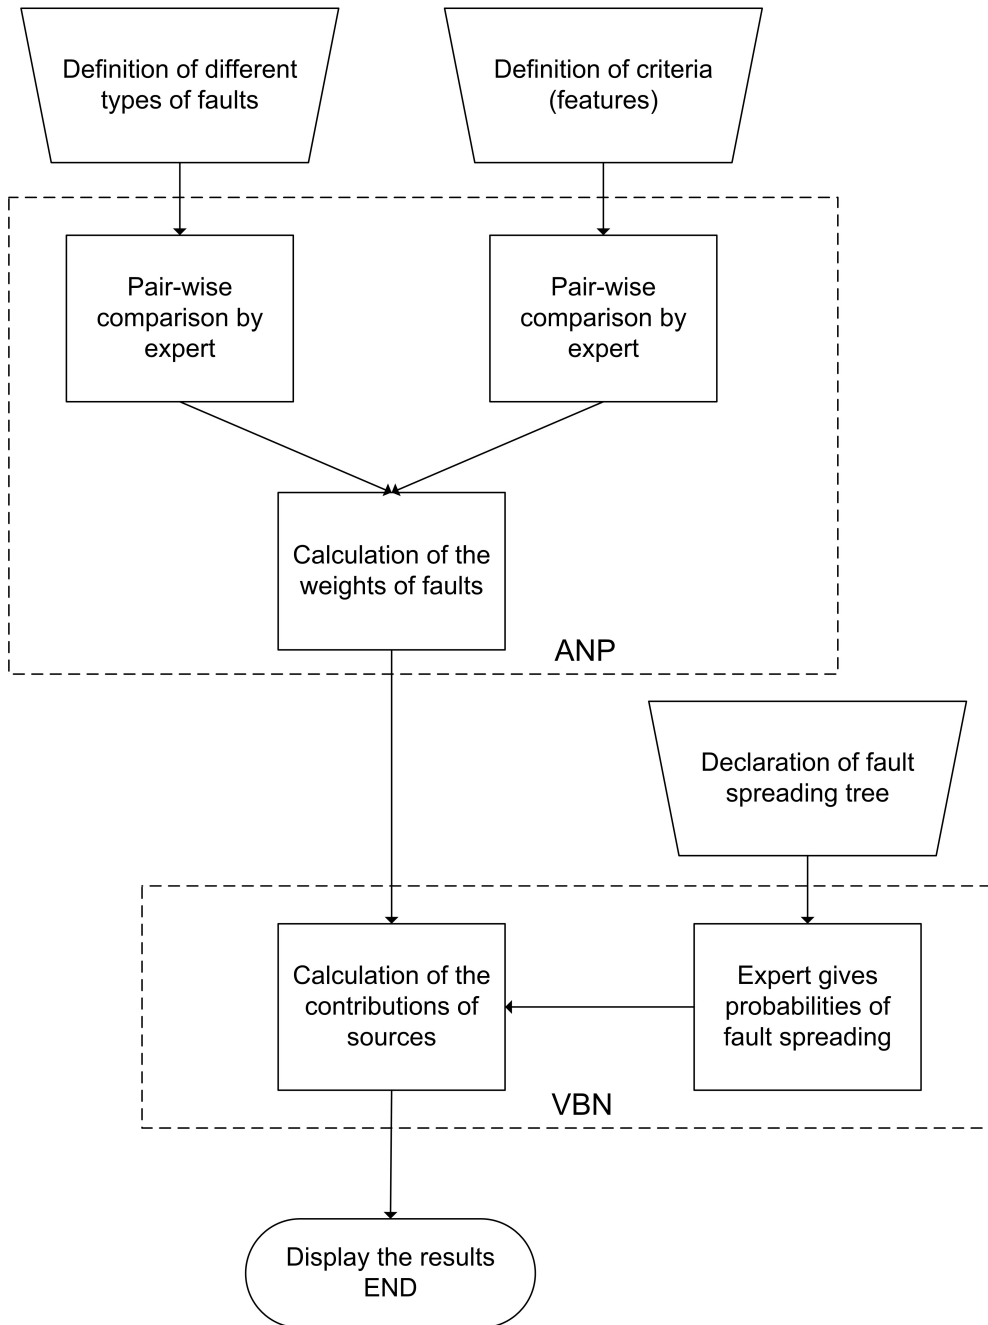 Definition of different
types of faults
Definition of criteria
(features)
Pair-wise
comparison by
expert
Pair-wise
comparison by
expert
Calculation of the
weights of faults
ANP
Declaration of fault
spreading tree
Calculation of the
contributions of
sources
Expert gives
probabilities of
fault spreading
VBN
Display the results
END